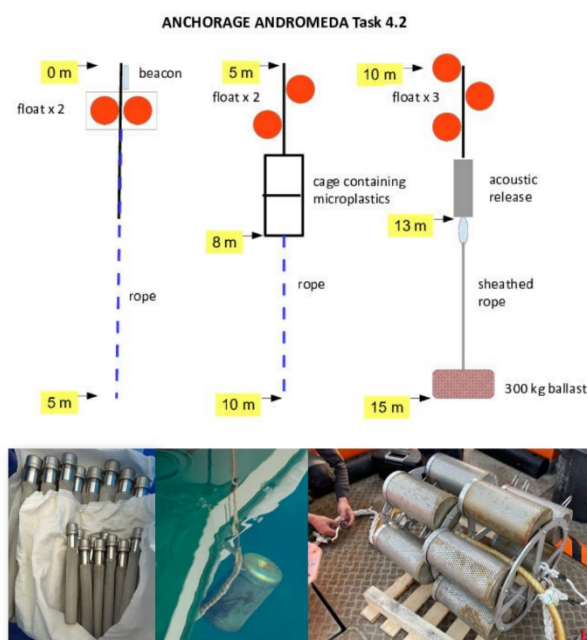 ANCHORAGE ANDROMEDA Task 4.2
0 m
beacon
float x 2
rope
5 m
5 m
float x 2
cage containing
microplastics
8 m
rope
10 m
10 m
float x 3
acoustic
release
13 m
sheathed
rope
300 kg ballast
15 m